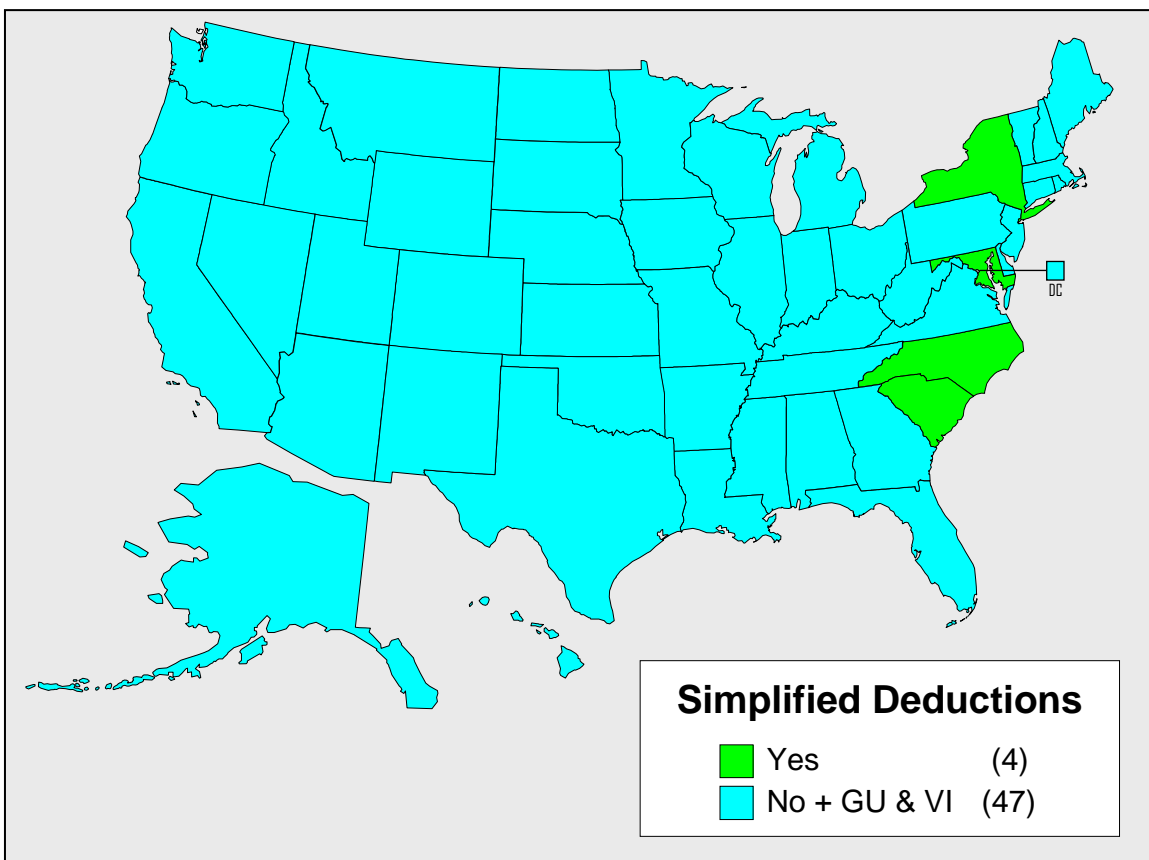 DC
Simplified Deductions
Yes (4)
No + GU & VI (47)